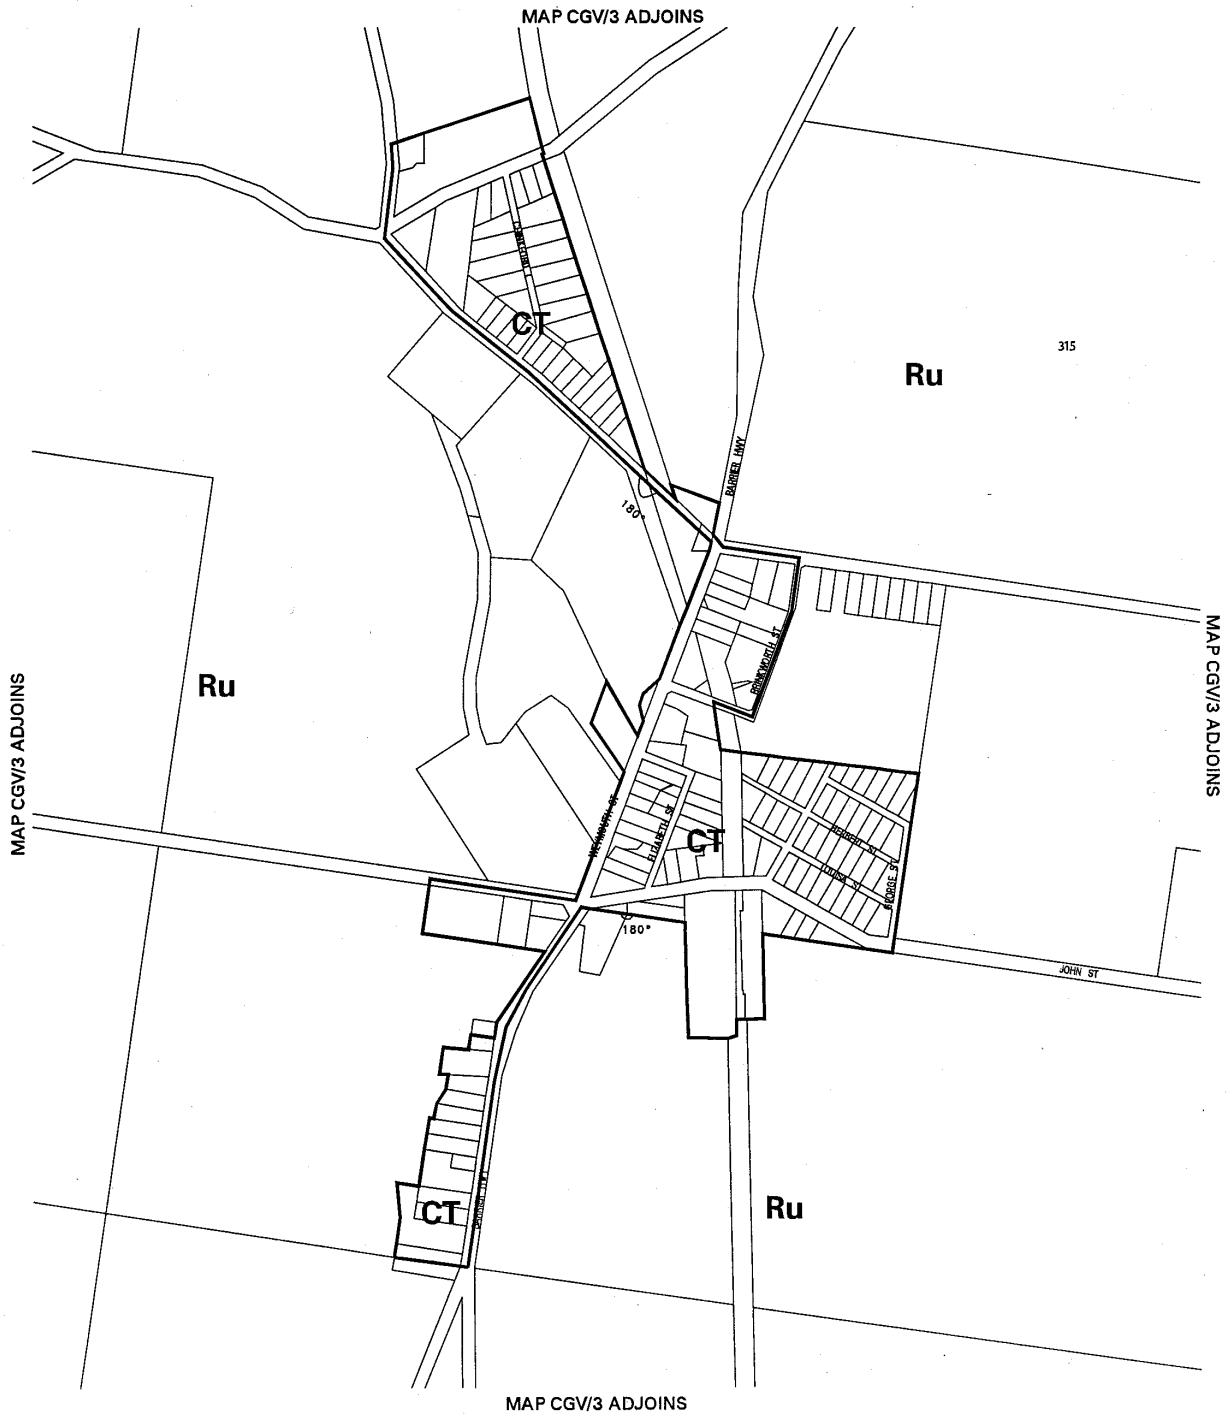 MAP CGV/3 ADJOINS
CT
315
Ru
BARRIER HWY
180°
MAP CGV/3 ADJOINS
BRINKWORTH ST
Ru
MAP CGV/3 ADJOINS
WEYMOUTH ST
ELIZABETH ST
CT
HERBERT ST
LOUISA ST
GEORGE ST
180°
JOHN ST
CT
Ru
MAP CGV/3 ADJOINS